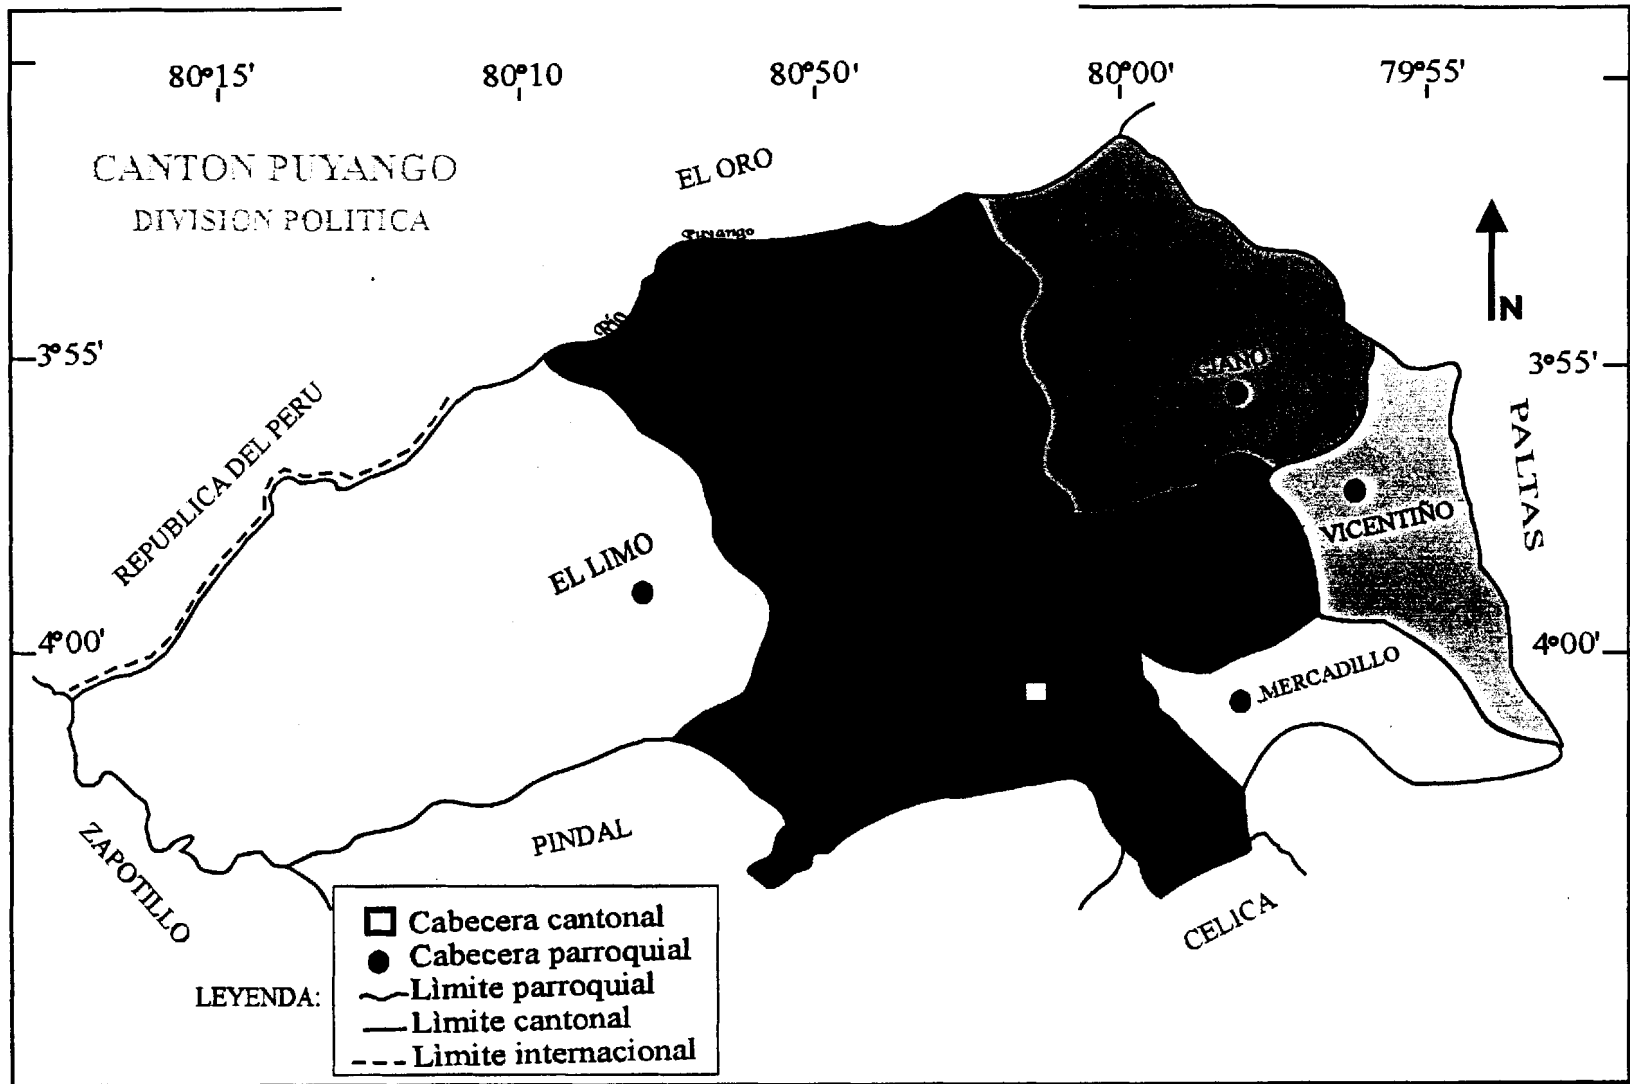 80°15' 80°10 80°50' 80°00' 79°55'
CANTON PUYANGO
DIVISION POLITICA
EL ORO
Puyango
Río
N
3°55' 3°55'
REPUBLICA DEL PERU
PALTAS
VICENTIÑO
EL LIMO
4°00' 4°00'
MERCADILLO
ZAPOTILLO
PINDAL
CELICA
LEYENDA:
Cabecera cantonal
Cabecera parroquial
Lìmite parroquial
Lìmite cantonal
Lìmite internacional